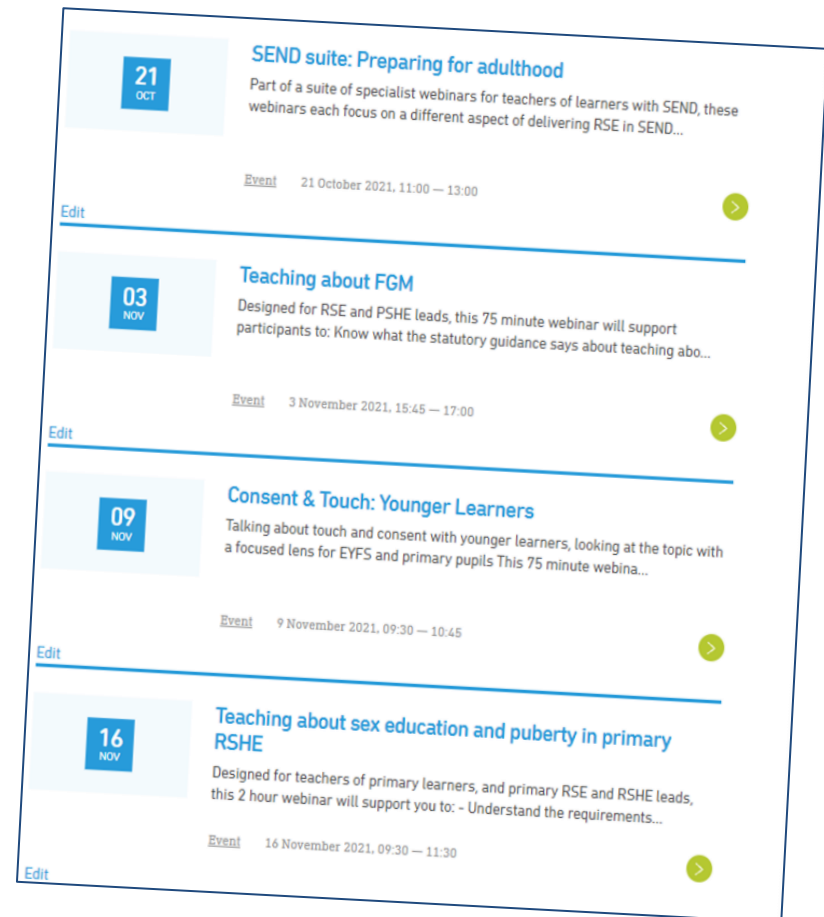 21
OCT
SEND suite: Preparing for adulthood
Part of a suite of specialist webinars for teachers of learners with SEND, these
webinars each focus on a different aspect of delivering RSE in SEND...
Event 21 October 2021, 11:00 — 13:00
Edit
03
NOV
Teaching about FGM
Designed for RSE and PSHE leads, this 75 minute webinar will support
participants to: Know what the statutory guidance says about teaching abo...
Event 3 November 2021, 15:45 — 17:00
Edit
09
NOV
Consent & Touch: Younger Learners
Talking about touch and consent with younger learners, looking at the topic with
a focused lens for EYFS and primary pupils This 75 minute webina...
Event 9 November 2021, 09:30 — 10:45
Edit
16
NOV
Teaching about sex education and puberty in primary
RSHE
Designed for teachers of primary learners, and primary RSE and RSHE leads,
this 2 hour webinar will support you to: - Understand the requirements...
Event 16 November 2021, 09:30 — 11:30
Edit